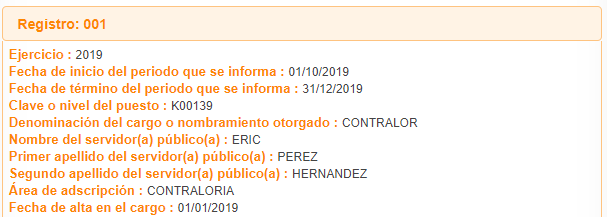 Registro: 001
Ejercicio : 2019
Fecha de inicio del periodo que se informa : 01/10/2019
Fecha de término del periodo que se informa : 31/12/2019
Clave o nivel del puesto : K00139
Denominación del cargo o nombramiento otorgado : CONTRALOR
Nombre del servidor(a) público(a) : ERIC
Primer apellido del servidor(a) público(a) : PEREZ
Segundo apellido del servidor(a) público(a) : HERNANDEZ
Área de adscripción : CONTRALORIA
Fecha de alta en el cargo : 01/01/2019